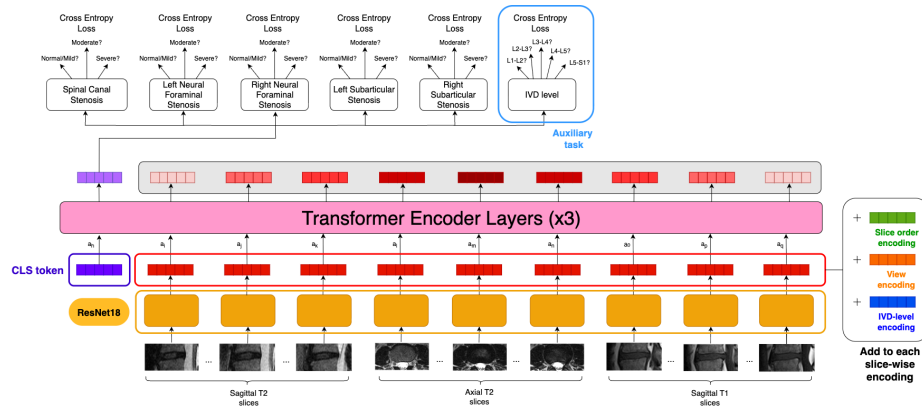 Cross Entropy Loss
Cross Entropy Loss
Cross Entropy Loss
Cross Entropy Loss
Cross Entropy Loss
Cross Entropy Loss
Normal/Mild? Moderate? Severe?
Normal/Mild? Moderate? Severe?
Normal/Mild? Moderate? Severe?
Normal/Mild? Moderate? Severe?
Normal/Mild? Moderate? Severe?
L1-L2? L2-L3? L3-L4? L4-L5? L5-S1?
Spinal Canal Stenosis
Left Neural Foraminal Stenosis
Right Neural Foraminal Stenosis
Left Subarticular Stenosis
Right Subarticular Stenosis
IVD level
Auxiliary task
Transformer Encoder Layers (x3)
CLS token
ResNet18
... ... ... ... ... ...
Sagittal T2 slices
Axial T2 slices
Sagittal T1 slices
+ Slice order encoding
+ View encoding
+ IVD-level encoding
Add to each slice-wise encoding